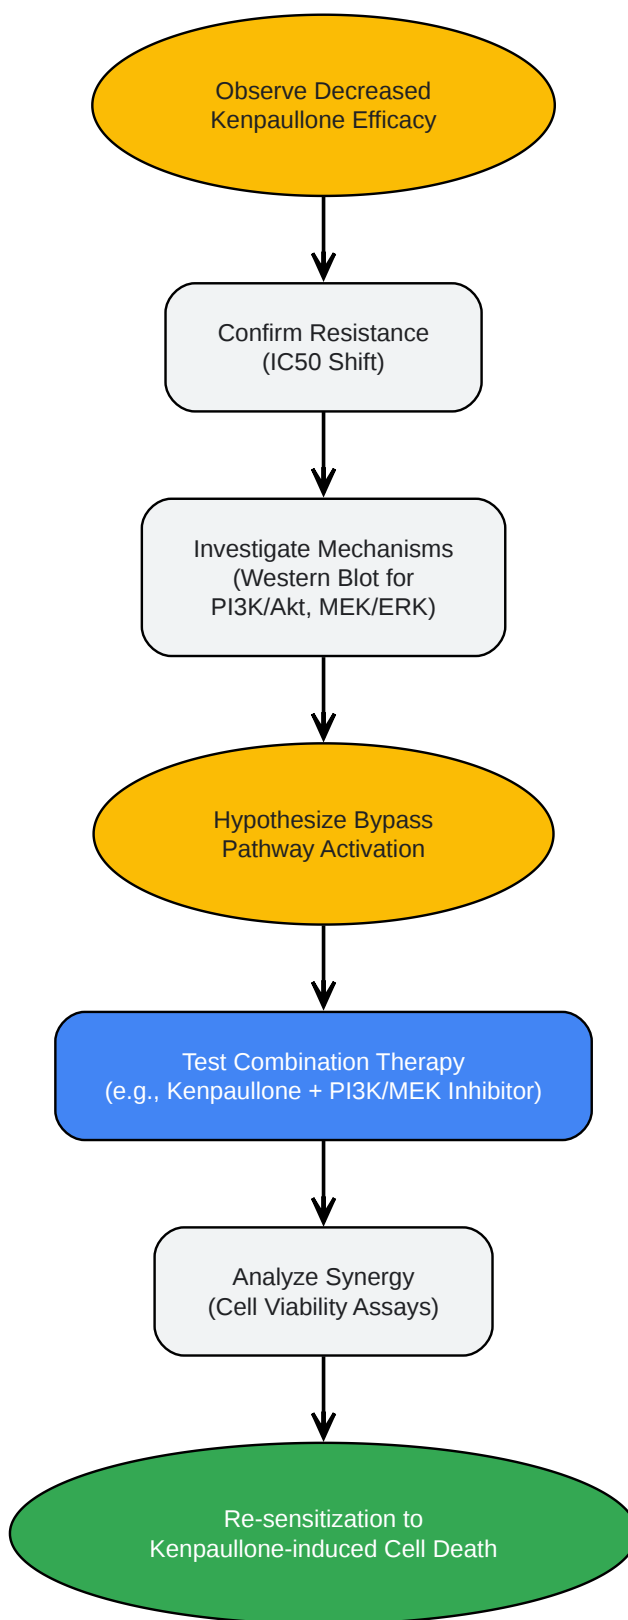 Observe Decreased
Kenpaullone Efficacy
Confirm Resistance
(IC50 Shift)
Investigate Mechanisms
(Western Blot for
PI3K/Akt, MEK/ERK)
Hypothesize Bypass
Pathway Activation
Test Combination Therapy
(e.g., Kenpaullone + PI3K/MEK Inhibitor)
Analyze Synergy
(Cell Viability Assays)
Re-sensitization to
Kenpaullone-induced Cell Death